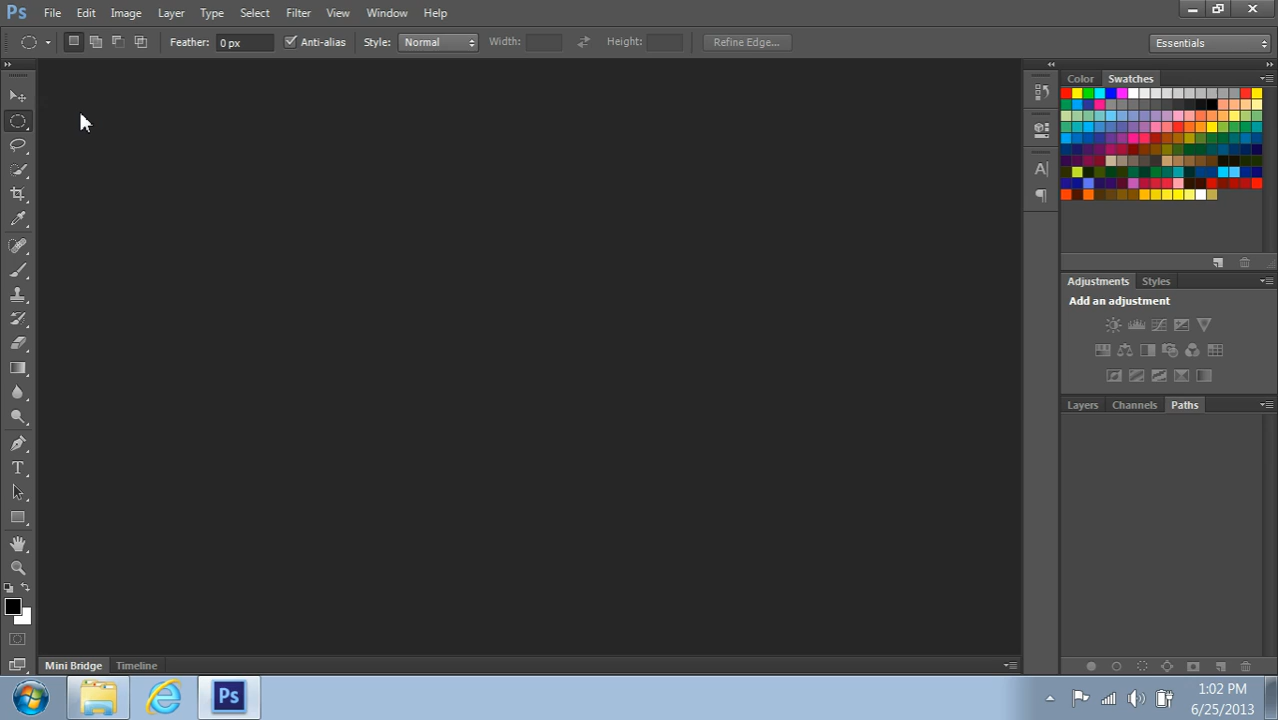 Ps File Edit Image Layer Type Select Filter View Window Help
Feather: 0 px Anti-alias Style: Normal Width: Height: Refine Edge... Essentials
Color Swatches
Adjustments Styles
Add an adjustment
Layers Channels Paths
A
T
Mini Bridge Timeline
Ps
1:02 PM
6/25/2013